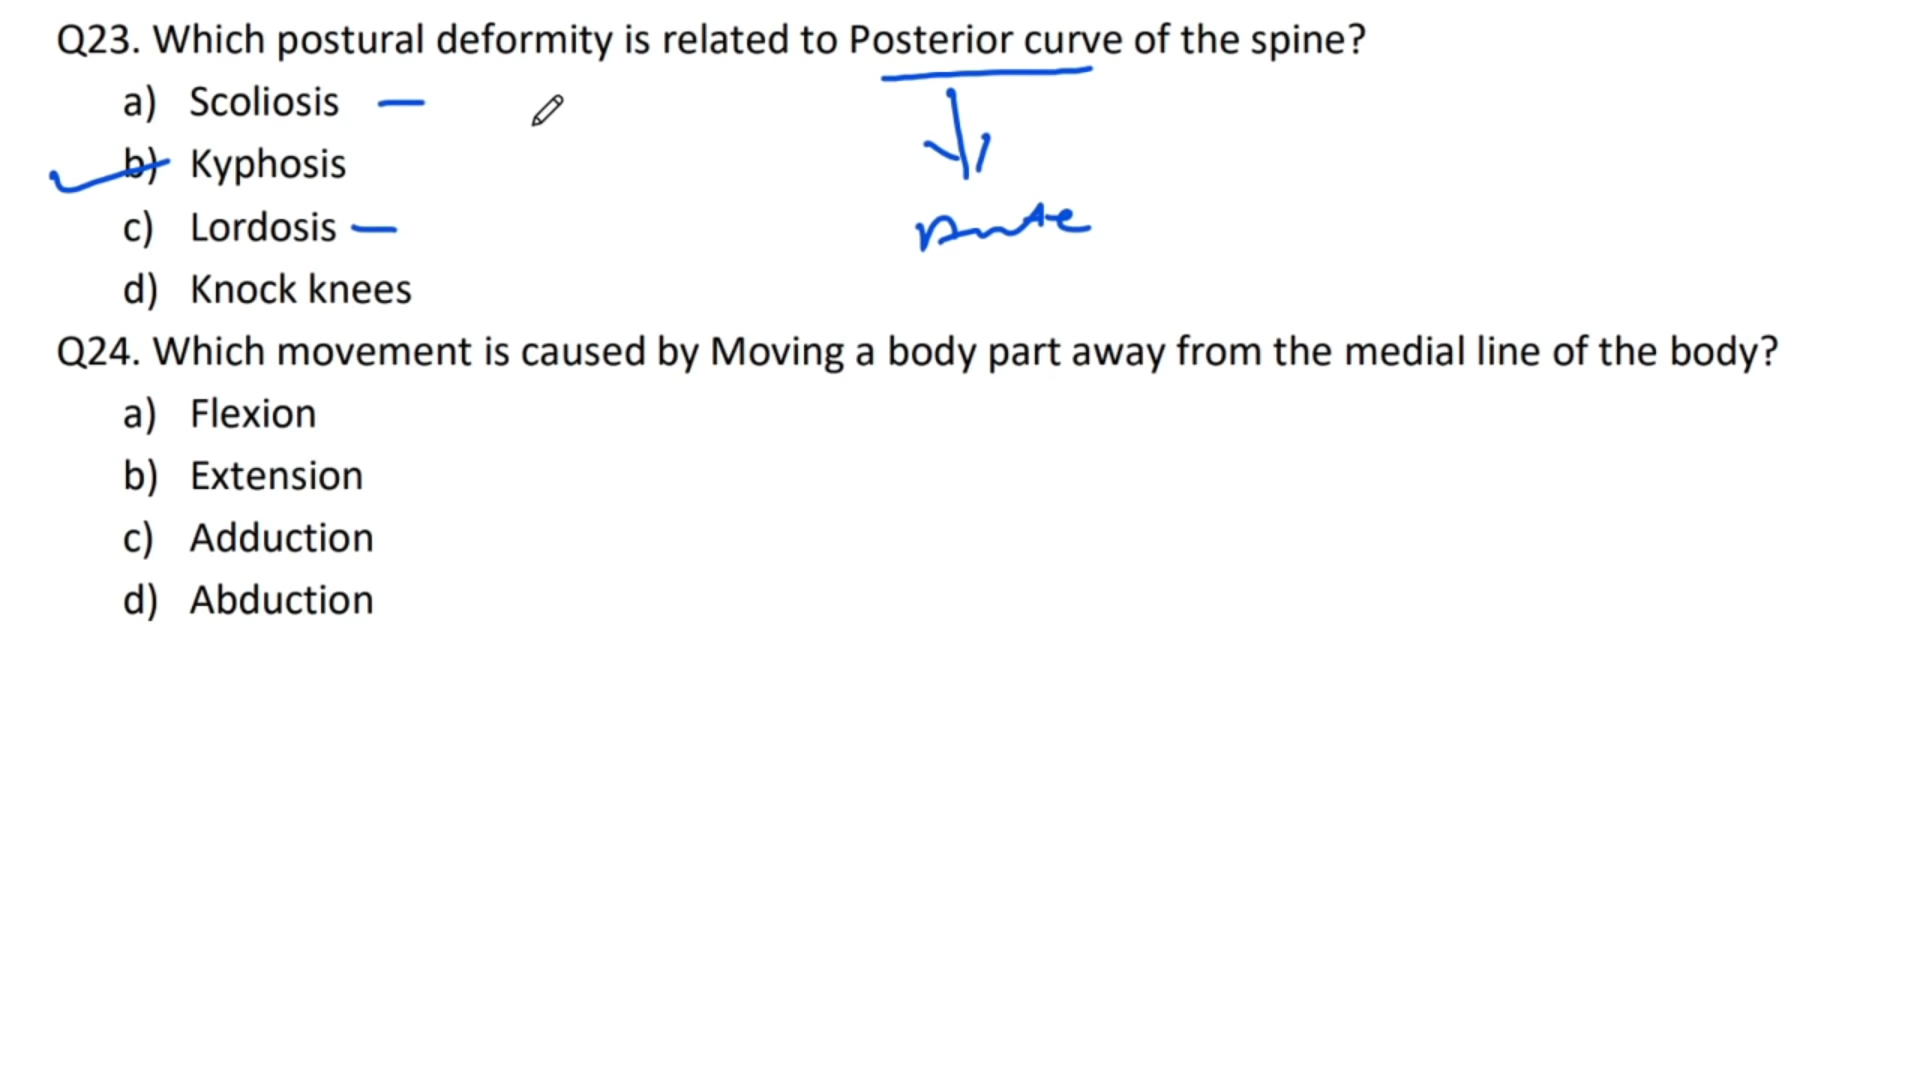 Q23. Which postural deformity is related to Posterior curve of the spine?
a) Scoliosis
b) Kyphosis
c) Lordosis
d) Knock knees
Q24. Which movement is caused by Moving a body part away from the medial line of the body?
a) Flexion
b) Extension
c) Adduction
d) Abduction